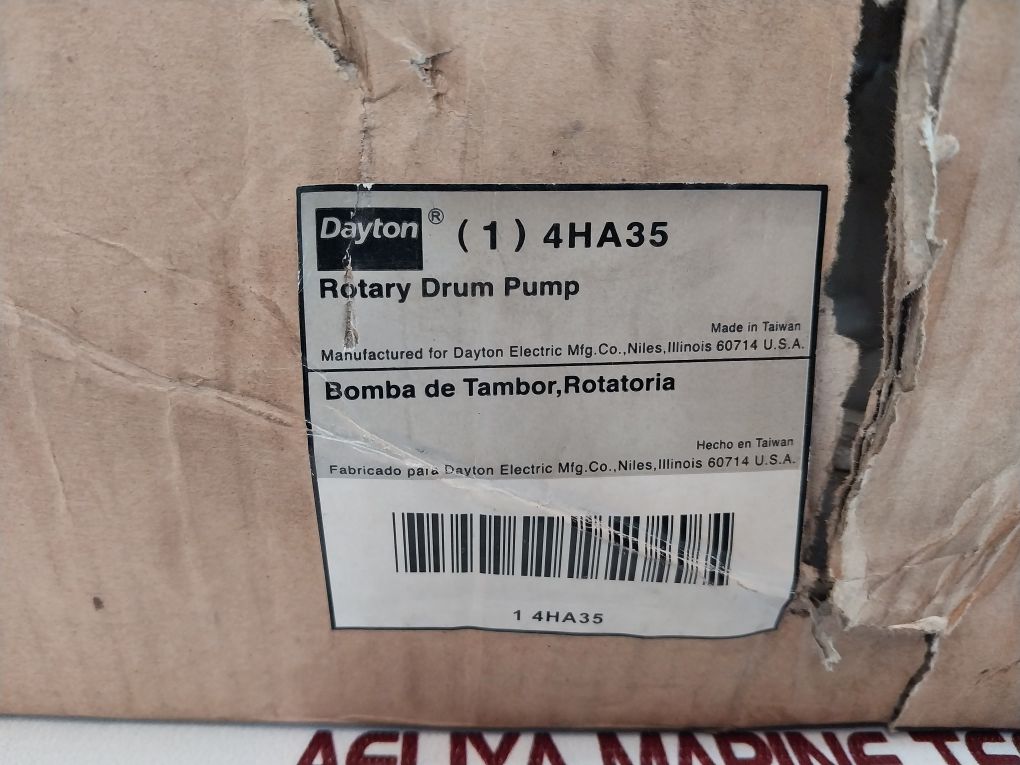 Dayton® (1) 4HA35
Rotary Drum Pump
Made in Taiwan
Manufactured for Dayton Electric Mfg.Co.,Niles,Illinois 60714 U.S.A.
Bomba de Tambor,Rotatoria
Hecho en Taiwan
Fabricado para Dayton Electric Mfg.Co.,Niles,Illinois 60714 U.S.A.
1 4HA35